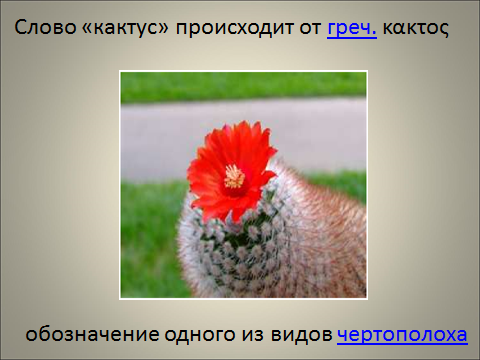 Слово «кактус» происходит от греч. κακτος
обозначение одного из видов чертополоха